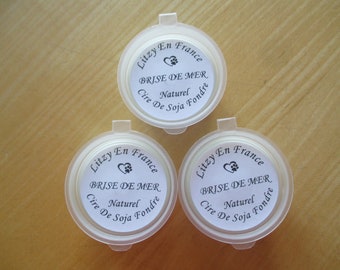 Litzy En France
BRISE DE MER
Naturel
Cire De Soja Fondre
Litzy En France
BRISE DE MER
Naturel
Cire De Soja Fondre
Litzy En France
BRISE DE MER
Naturel
Cire De Soja Fondre